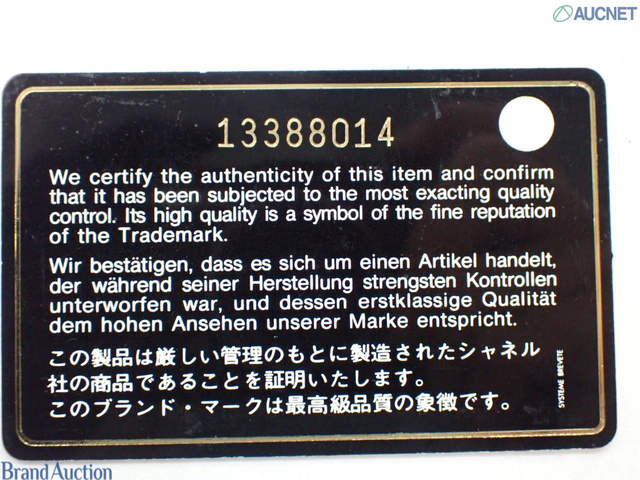 AUCNET
13388014
We certify the authenticity of this item and confirm
that it has been subjected to the most exacting quality
control. Its high quality is a symbol of the fine reputation
of the Trademark.
Wir bestätigen, dass es sich um einen Artikel handelt,
der während seiner Herstellung strengsten Kontrollen
unterworfen war, und dessen erstklassige Qualität
dem hohen Ansehen unserer Marke entspricht.
この製品は厳しい管理のもとに製造されたシャネル
社の商品であることを証明いたします。
このブランド・マークは最高級品質の象徴です。
SYSTEME BREVETE
Brand Auction